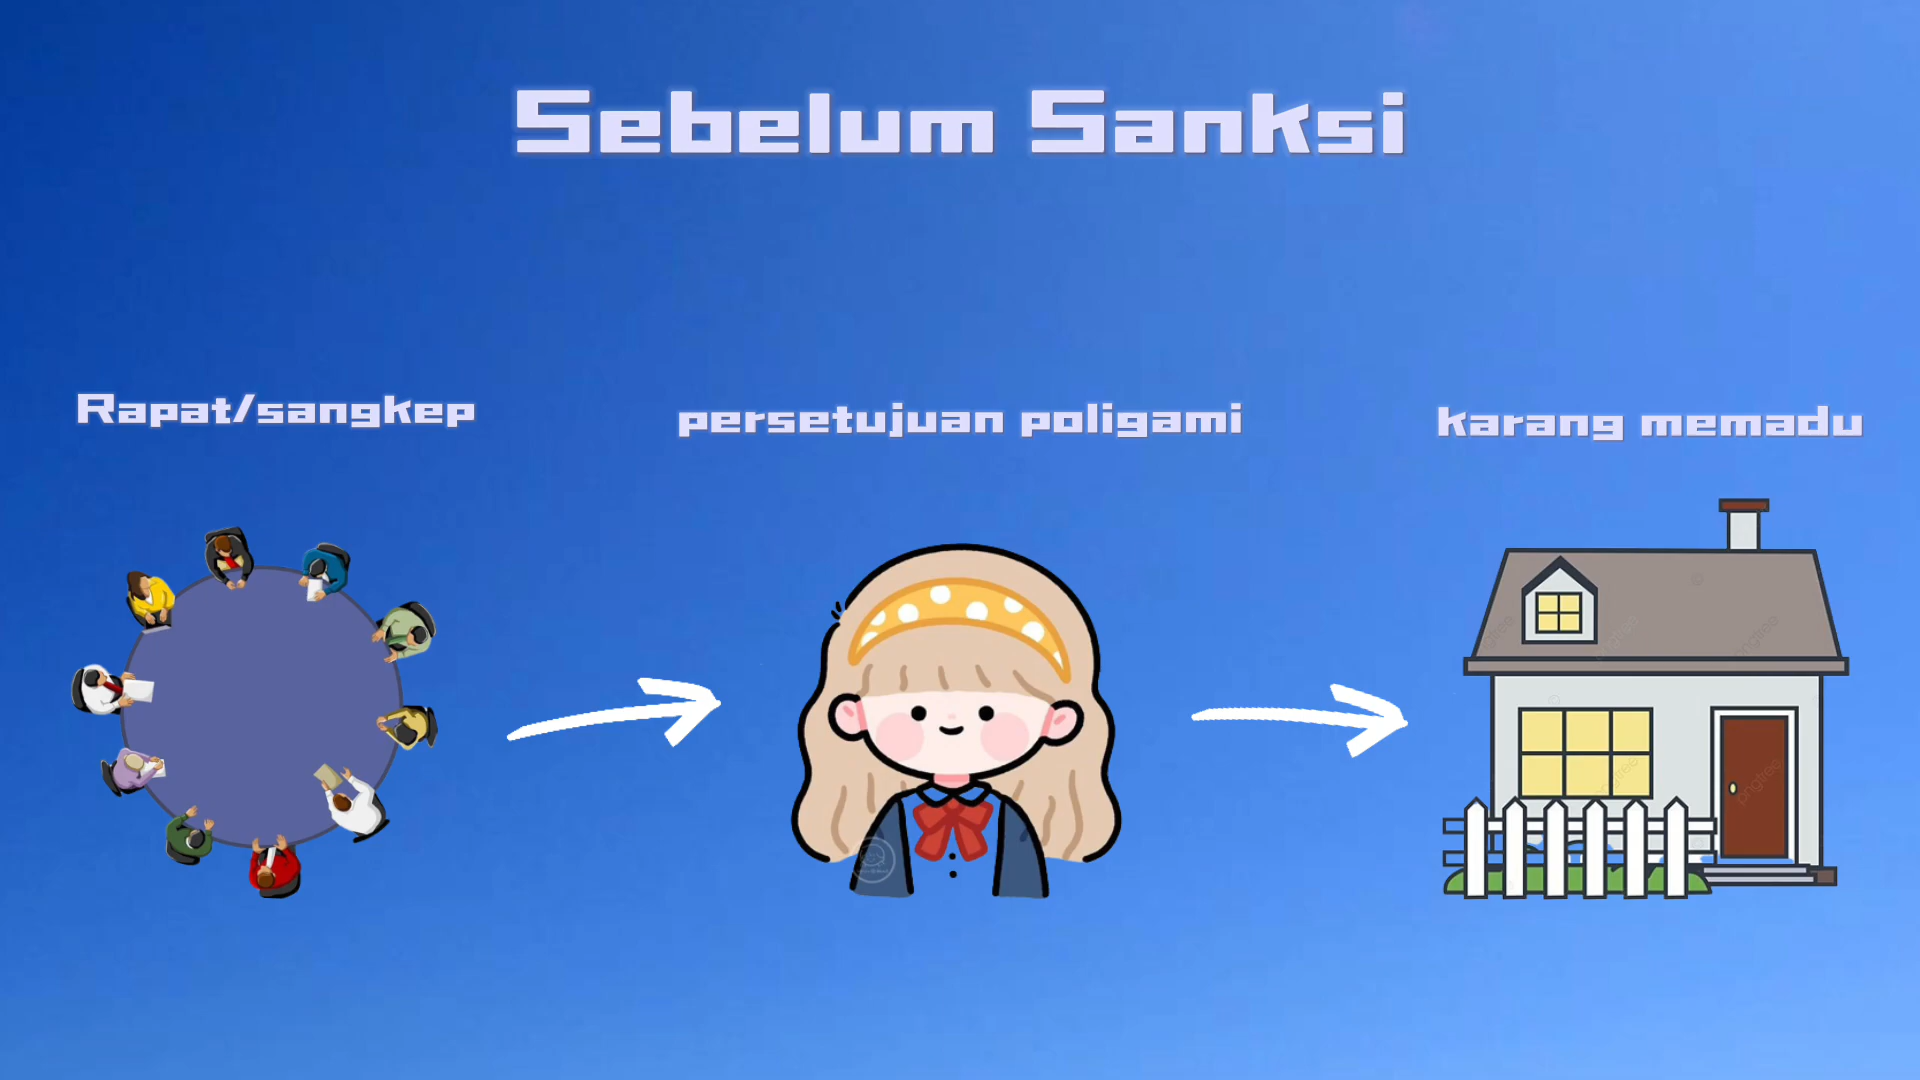 Sebelum Sanksi
Rapat/sangkep
persetujuan poligami
karang memadu